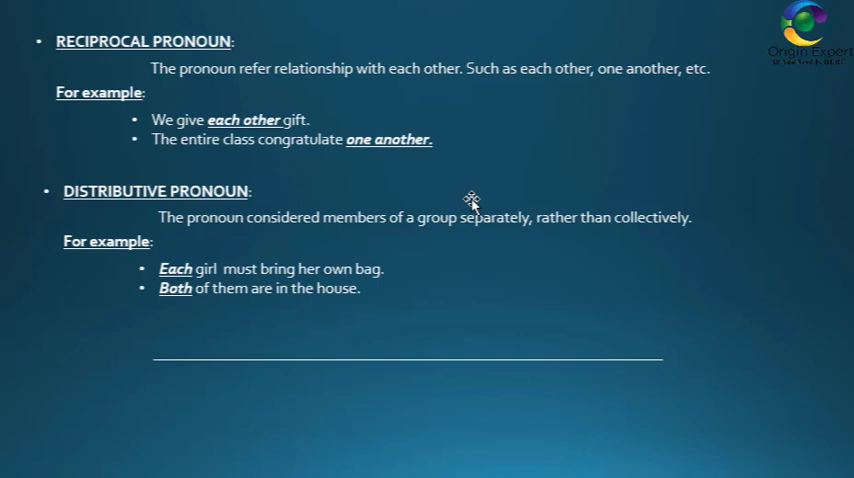 • RECIPROCAL PRONOUN:
The pronoun refer relationship with each other. Such as each other, one another, etc.
For example:
• We give each other gift.
• The entire class congratulate one another.
• DISTRIBUTIVE PRONOUN:
The pronoun considered members of a group separately, rather than collectively.
For example:
• Each girl must bring her own bag.
• Both of them are in the house.
Origin Expert